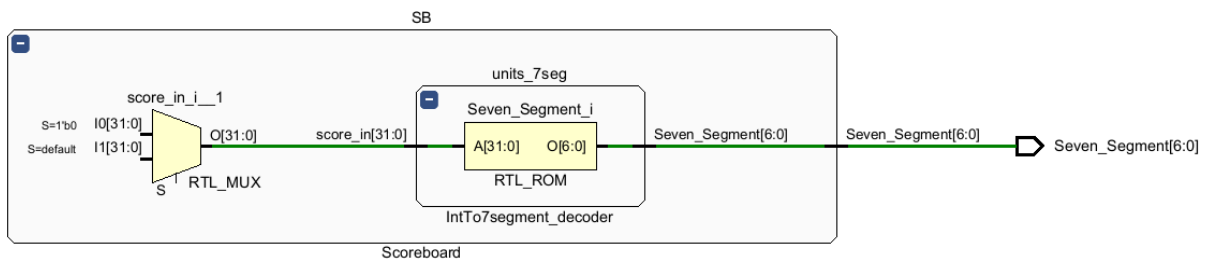 SB
units_7seg
score_in_i__1
Seven_Segment_i
S=1'b0
I0[31:0]
S=default
I1[31:0]
O[31:0]
score_in[31:0]
A[31:0]
O[6:0]
Seven_Segment[6:0]
Seven_Segment[6:0]
Seven_Segment[6:0]
S
RTL_MUX
RTL_ROM
IntTo7segment_decoder
Scoreboard